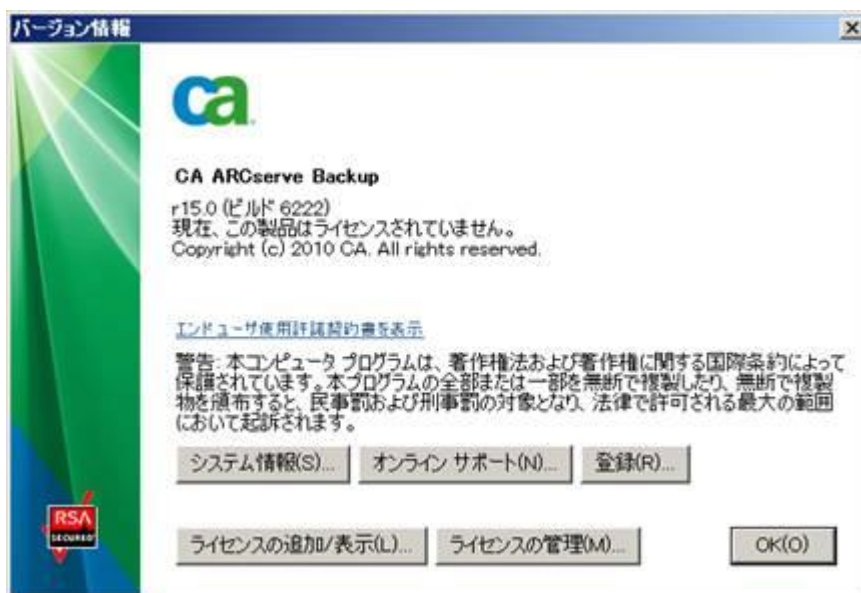 バージョン情報
ca
CA ARCserve Backup
r15.0 (ビルド 6222)
現在、この製品はライセンスされていません。
Copyright (c) 2010 CA. All rights reserved.
エンドユーザ使用許諾契約書を表示
警告: 本コンピュータ プログラムは、著作権法および著作権に関する国際条約によって
保護されています。本プログラムの全部または一部を無断で複製したり、無断で複製
物を頒布すると、民事罰および刑事罰の対象となり、法律で許可される最大の範囲
において起訴されます。
システム情報(S)... オンライン サポート(N)... 登録(R)...
RSA
SECURED
ライセンスの追加/表示(L)... ライセンスの管理(M)... OK(O)